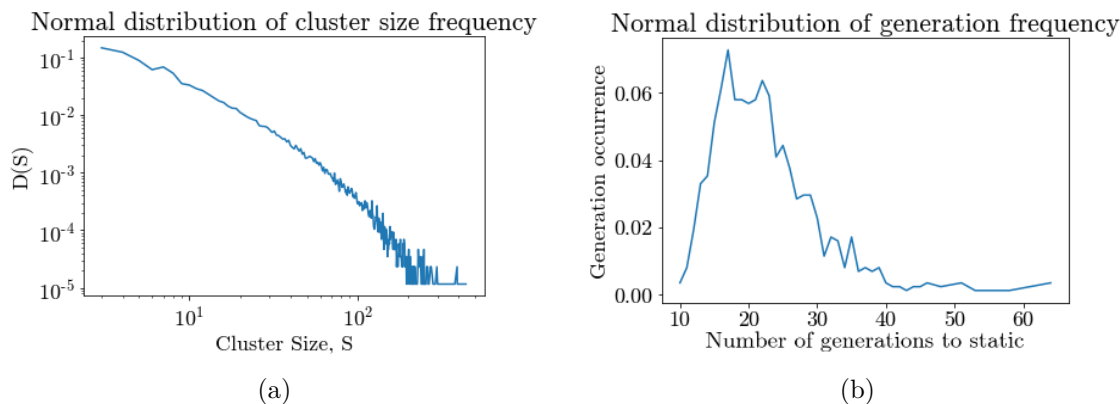 Normal distribution of cluster size frequency
10^{-1}
10^{-2}
10^{-3}
10^{-4}
10^{-5}
D(S)
10^{1}
10^{2}
Cluster Size, S
(a)
Normal distribution of generation frequency
0.06
0.04
0.02
0.00
Generation occurrence
10
20
30
40
50
60
Number of generations to static
(b)